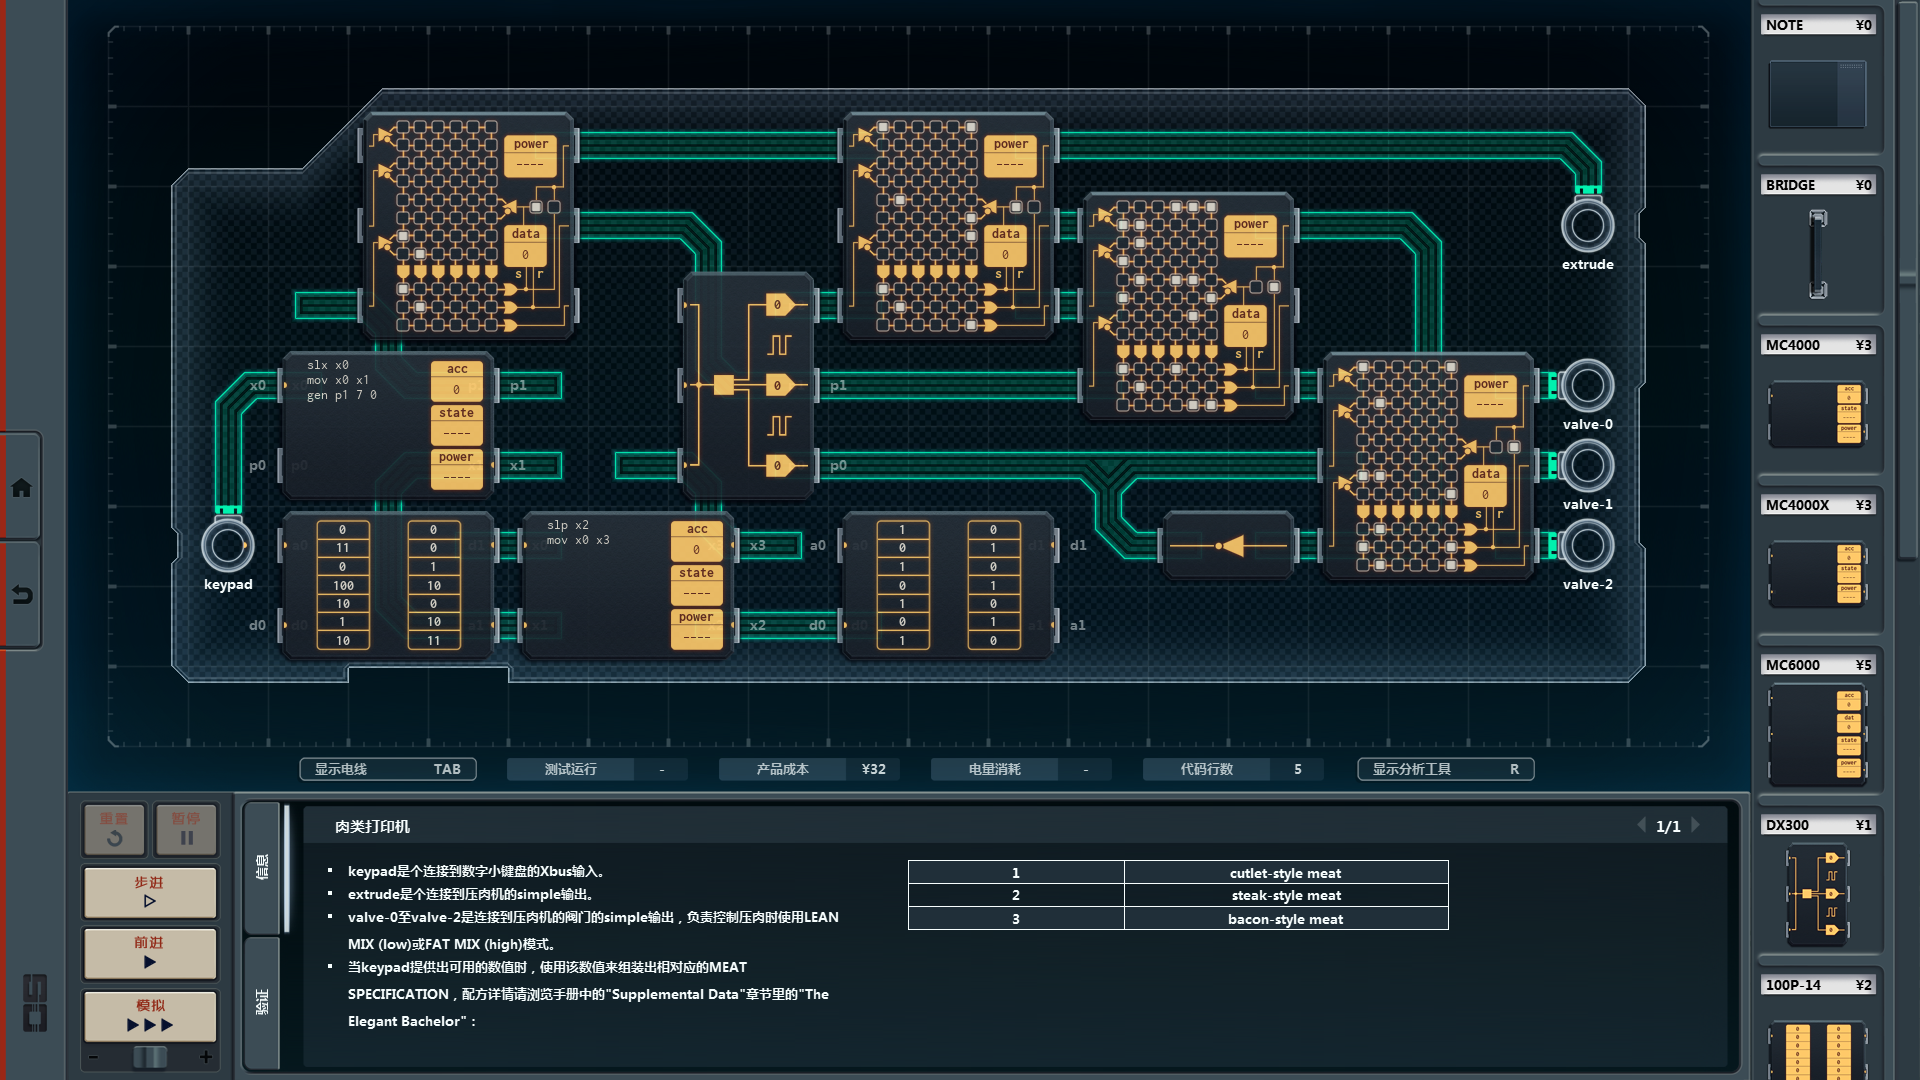 NOTE ¥0
power
----
power
----
BRIDGE ¥0
data
0
s r
data
0
s r
power
----
extrude
0
data
0
s r
MC4000 ¥3
slx x0
mov x0 x1
gen p1 7 0
acc
0
x0
p1
0
p1
power
----
state
----
valve-0
power
----
p0
x1
0
p0
data
0
s r
valve-1
MC4000X ¥3
slp x2
mov x0 x3
acc
0
0 0
11 0
0 1
100 10
10 0
1 10
10 11
x3
a0
1 0
0 1
1 0
0 1
1 0
0 1
1 0
d1
keypad
state
----
valve-2
d0
power
----
x2
d0
a1
MC6000 ¥5
显示电线 TAB
测试运行 -
产品成本 ¥32
电量消耗 -
代码行数 5
显示分析工具 R
重置
暂停
步进
前进
模拟
- +
信息
验证
肉类打印机
1/1
DX300 ¥1
▪ keypad是个连接到数字小键盘的Xbus输入。
▪ extrude是个连接到压肉机的simple输出。
▪ valve-0至valve-2是连接到压肉机的阀门的simple输出，负责控制压肉时使用LEAN
MIX (low)或FAT MIX (high)模式。
▪ 当keypad提供出可用的数值时，使用该数值来组装出相对应的MEAT
SPECIFICATION，配方详情请浏览手册中的"Supplemental Data"章节里的"The
Elegant Bachelor"：
1 cutlet-style meat
2 steak-style meat
3 bacon-style meat
100P-14 ¥2